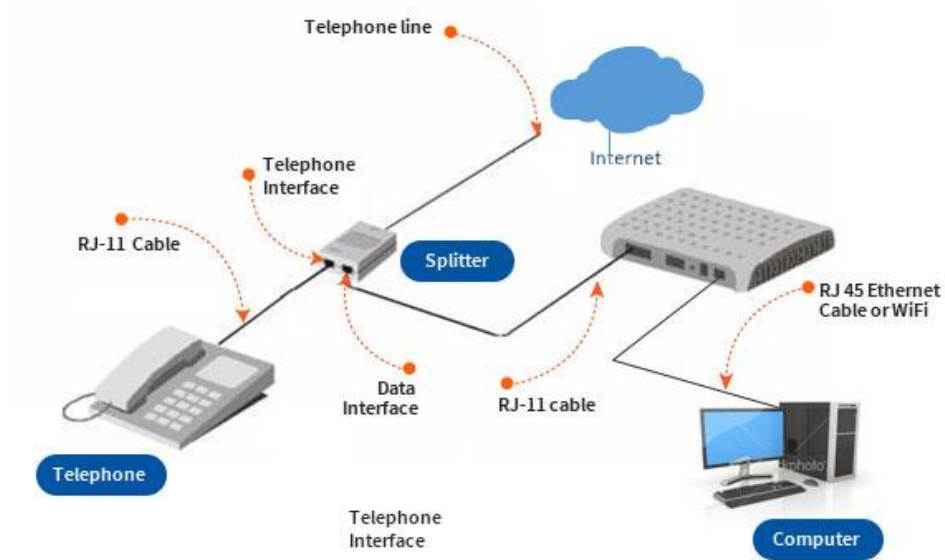 Telephone line
Internet
Telephone
Interface
RJ-11 Cable
Splitter
RJ 45 Ethernet
Cable or WiFi
Data
Interface
RJ-11 cable
Telephone
Telephone
Interface
Computer